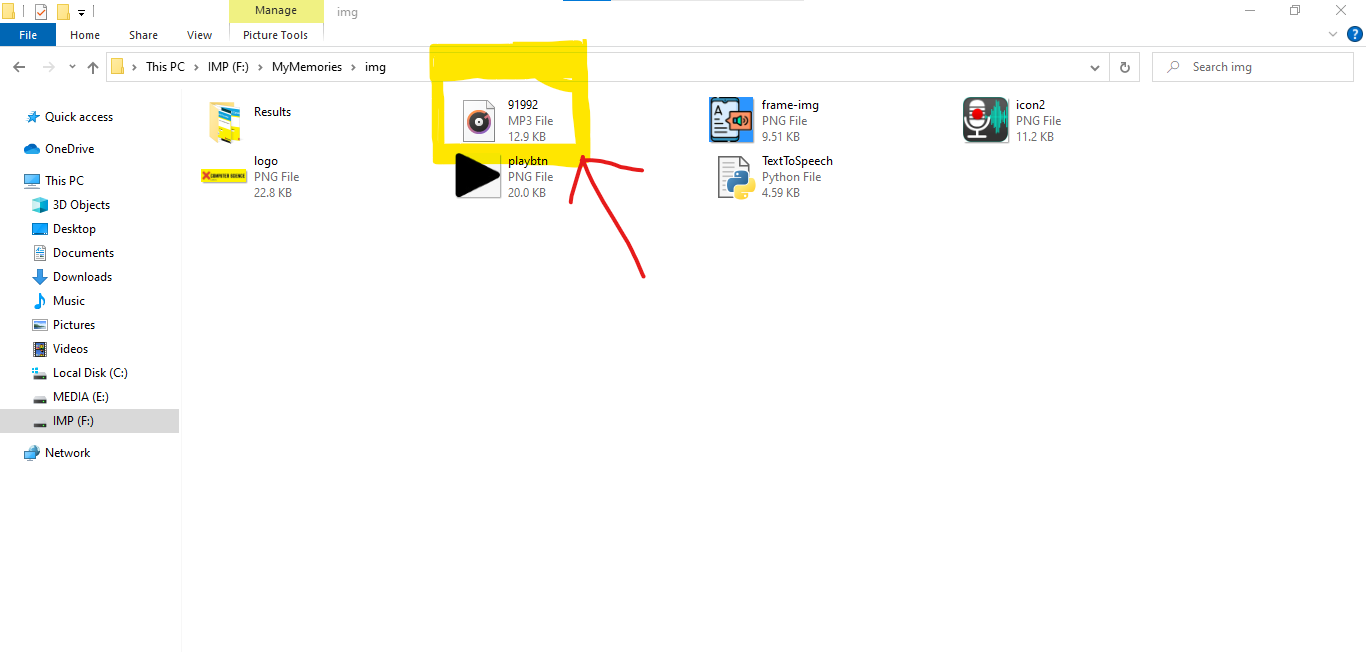 Manage
img
File
Home
Share
View
Picture Tools
?
This PC
IMP (F:)
MyMemories
img
Search img
Quick access
OneDrive
This PC
3D Objects
Desktop
Documents
Downloads
Music
Pictures
Videos
Local Disk (C:)
MEDIA (E:)
IMP (F:)
Network
Results
91992
MP3 File
12.9 KB
A
frame-img
PNG File
9.51 KB
icon2
PNG File
11.2 KB
X COMPUTER SCIENCE
logo
PNG File
22.8 KB
playbtn
PNG File
20.0 KB
TextToSpeech
Python File
4.59 KB